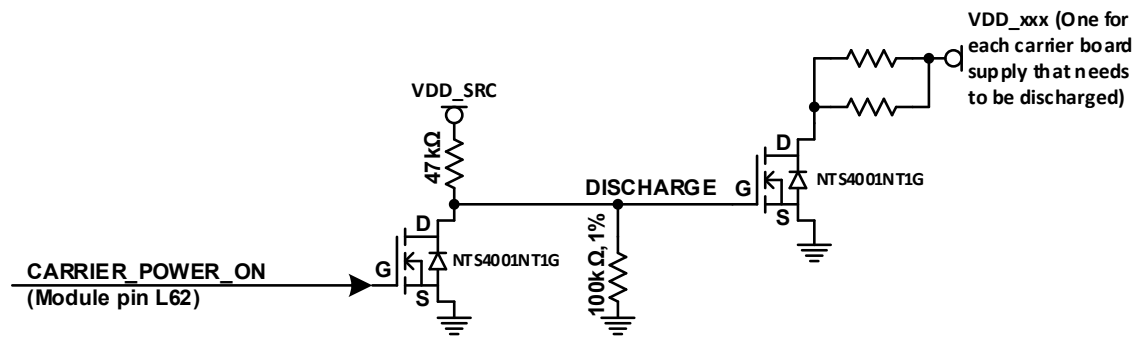 VDD_xxx (One for
each carrier board
supply that needs
to be discharged)
VDD_SRC
47kΩ
D
DISCHARGE
G
NTS4001NT1G
S
D
G
NTS4001NT1G
S
100kΩ, 1%
CARRIER_POWER_ON
(Module pin L62)